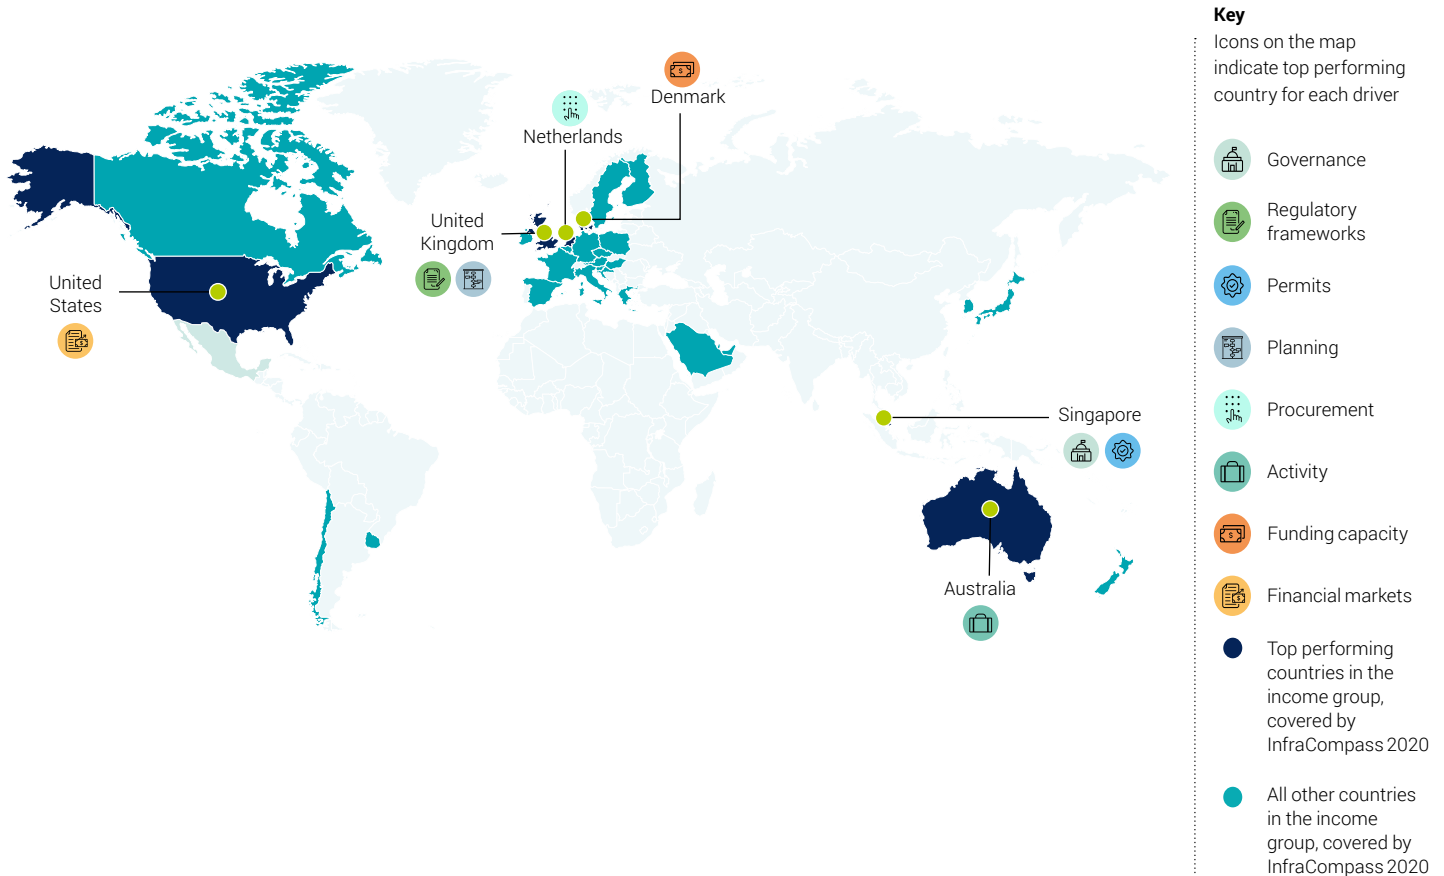 Denmark
Netherlands
United
Kingdom
United
States
Singapore
Australia
Key
Icons on the map
indicate top performing
country for each driver
Governance
Regulatory
frameworks
Permits
Planning
Procurement
Activity
Funding capacity
Financial markets
Top performing
countries in the
income group,
covered by
InfraCompass 2020
All other countries
in the income
group, covered by
InfraCompass 2020